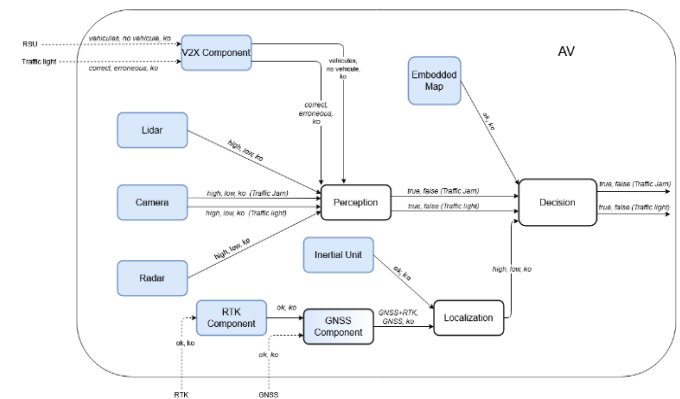 AV
RSU
vehicules, no vehicule, ko
Traffic light
correct, erroneous, ko
V2X Component
vehicules,
no vehicule,
ko
correct,
erroneous,
ko
Embedded
Map
ok, ko
Lidar
high, low, ko
Camera
high, low, ko (Traffic Jam)
high, low, ko (Traffic light)
Radar
high, low, ko
Perception
true, false (Traffic Jam)
true, false (Traffic light)
Decision
true, false (Traffic Jam)
true, false (Traffic light)
Inertial Unit
ok, ko
high, low, ko
RTK
Component
ok, ko
GNSS
Component
GNSS+RTK,
GNSS, ko
Localization
ok, ko
ok, ko
RTK
GNSS